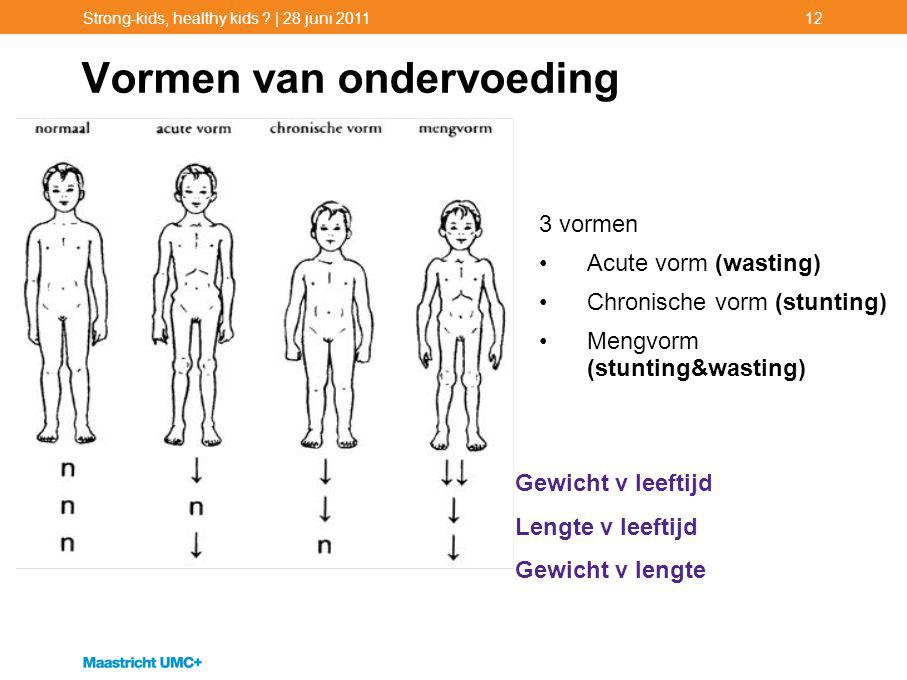 Strong-kids, healthy kids ? | 28 juni 2011 12
Vormen van ondervoeding
normaal acute vorm chronische vorm mengvorm
3 vormen
• Acute vorm (wasting)
• Chronische vorm (stunting)
• Mengvorm
(stunting&wasting)
n ↓ ↓ ↓↓ Gewicht v leeftijd
n n ↓ ↓ Lengte v leeftijd
n ↓ n ↓ Gewicht v lengte
Maastricht UMC+